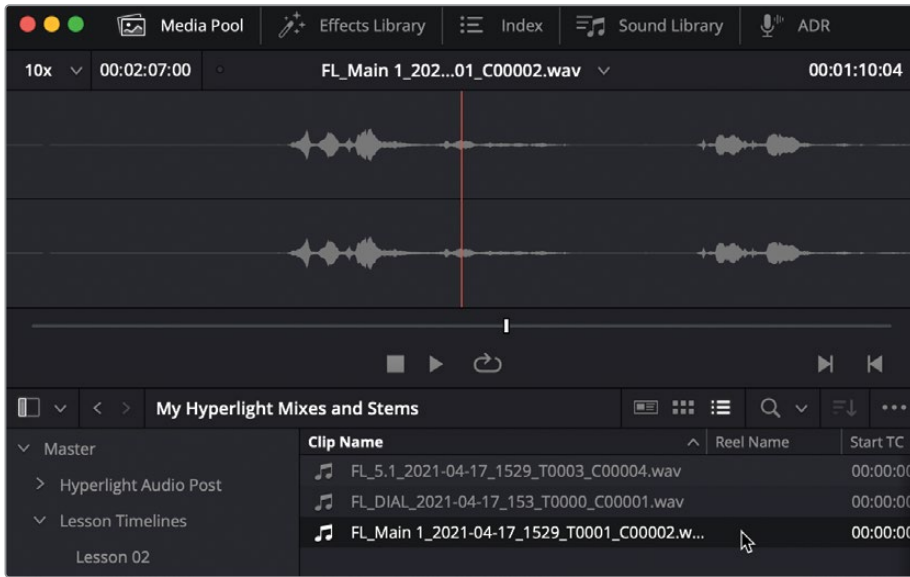 Media Pool Effects Library Index Sound Library ADR
10x 00:02:07:00 FL_Main 1_202...01_C00002.wav 00:01:10:04
My Hyperlight Mixes and Stems
Master
Hyperlight Audio Post
Lesson Timelines
Lesson 02
Clip Name Reel Name Start TC
FL_5.1_2021-04-17_1529_T0003_C00004.wav 00:00:00
FL_DIAL_2021-04-17_153_T0000_C00001.wav 00:00:00
FL_Main 1_2021-04-17_1529_T0001_C00002.w... 00:00:00